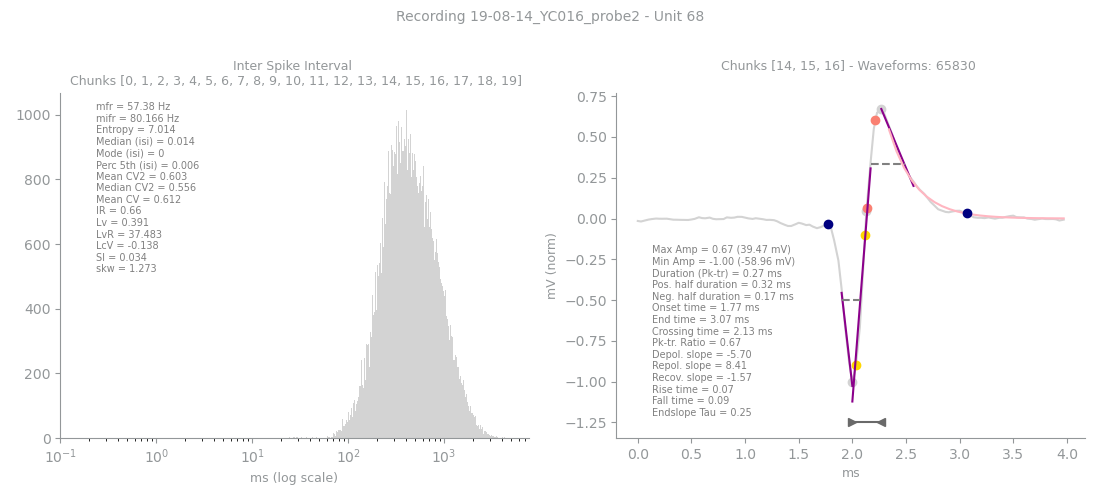 Recording 19-08-14_YC016_probe2 - Unit 68
Inter Spike Interval
Chunks [0, 1, 2, 3, 4, 5, 6, 7, 8, 9, 10, 11, 12, 13, 14, 15, 16, 17, 18, 19]
mfr = 57.38 Hz
mifr = 80.166 Hz
Entropy = 7.014
Median (isi) = 0.014
Mode (isi) = 0
Perc 5th (isi) = 0.006
Mean CV2 = 0.603
Median CV2 = 0.556
Mean CV = 0.612
IR = 0.66
Lv = 0.391
LvR = 37.483
LcV = -0.138
SI = 0.034
skw = 1.273
1000
800
600
400
200
0
10⁻¹ 10⁰ 10¹ 10² 10³
ms (log scale)
Chunks [14, 15, 16] - Waveforms: 65830
mV (norm)
0.75
0.50
0.25
0.00
−0.25
−0.50
−0.75
−1.00
−1.25
Max Amp = 0.67 (39.47 mV)
Min Amp = -1.00 (-58.96 mV)
Duration (Pk-tr) = 0.27 ms
Pos. half duration = 0.32 ms
Neg. half duration = 0.17 ms
Onset time = 1.77 ms
End time = 3.07 ms
Crossing time = 2.13 ms
Pk-tr. Ratio = 0.67
Depol. slope = -5.70
Repol. slope = 8.41
Recov. slope = -1.57
Rise time = 0.07
Fall time = 0.09
Endslope Tau = 0.25
0.0 0.5 1.0 1.5 2.0 2.5 3.0 3.5 4.0
ms